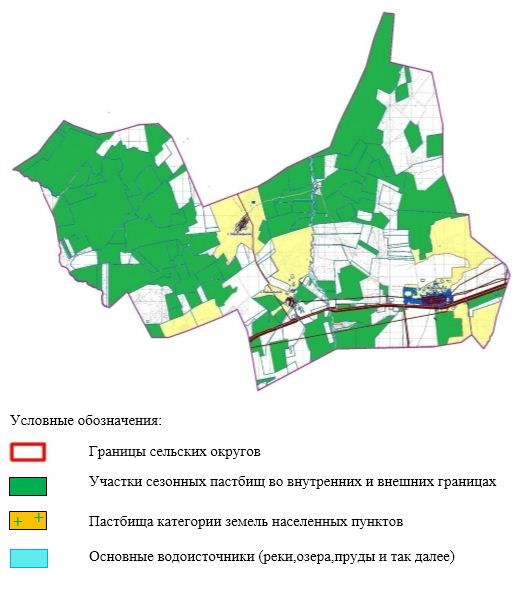 Условные обозначения:
Границы сельских округов
Участки сезонных пастбищ во внутренних и внешних границах
Пастбища категории земель населенных пунктов
Основные водоисточники (реки,озера,пруды и так далее)